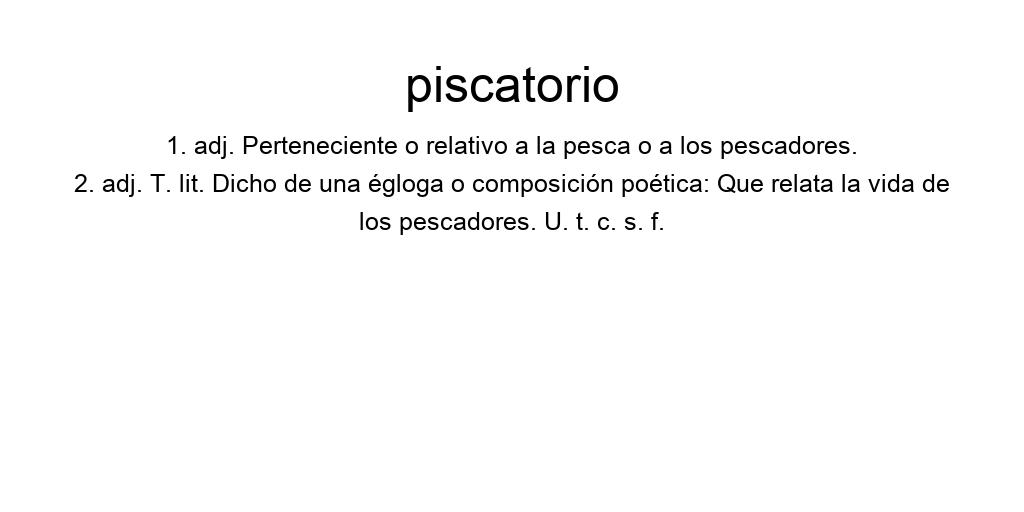 piscatorio
1. adj. Perteneciente o relativo a la pesca o a los pescadores.
2. adj. T. lit. Dicho de una égloga o composición poética: Que relata la vida de
los pescadores. U. t. c. s. f.